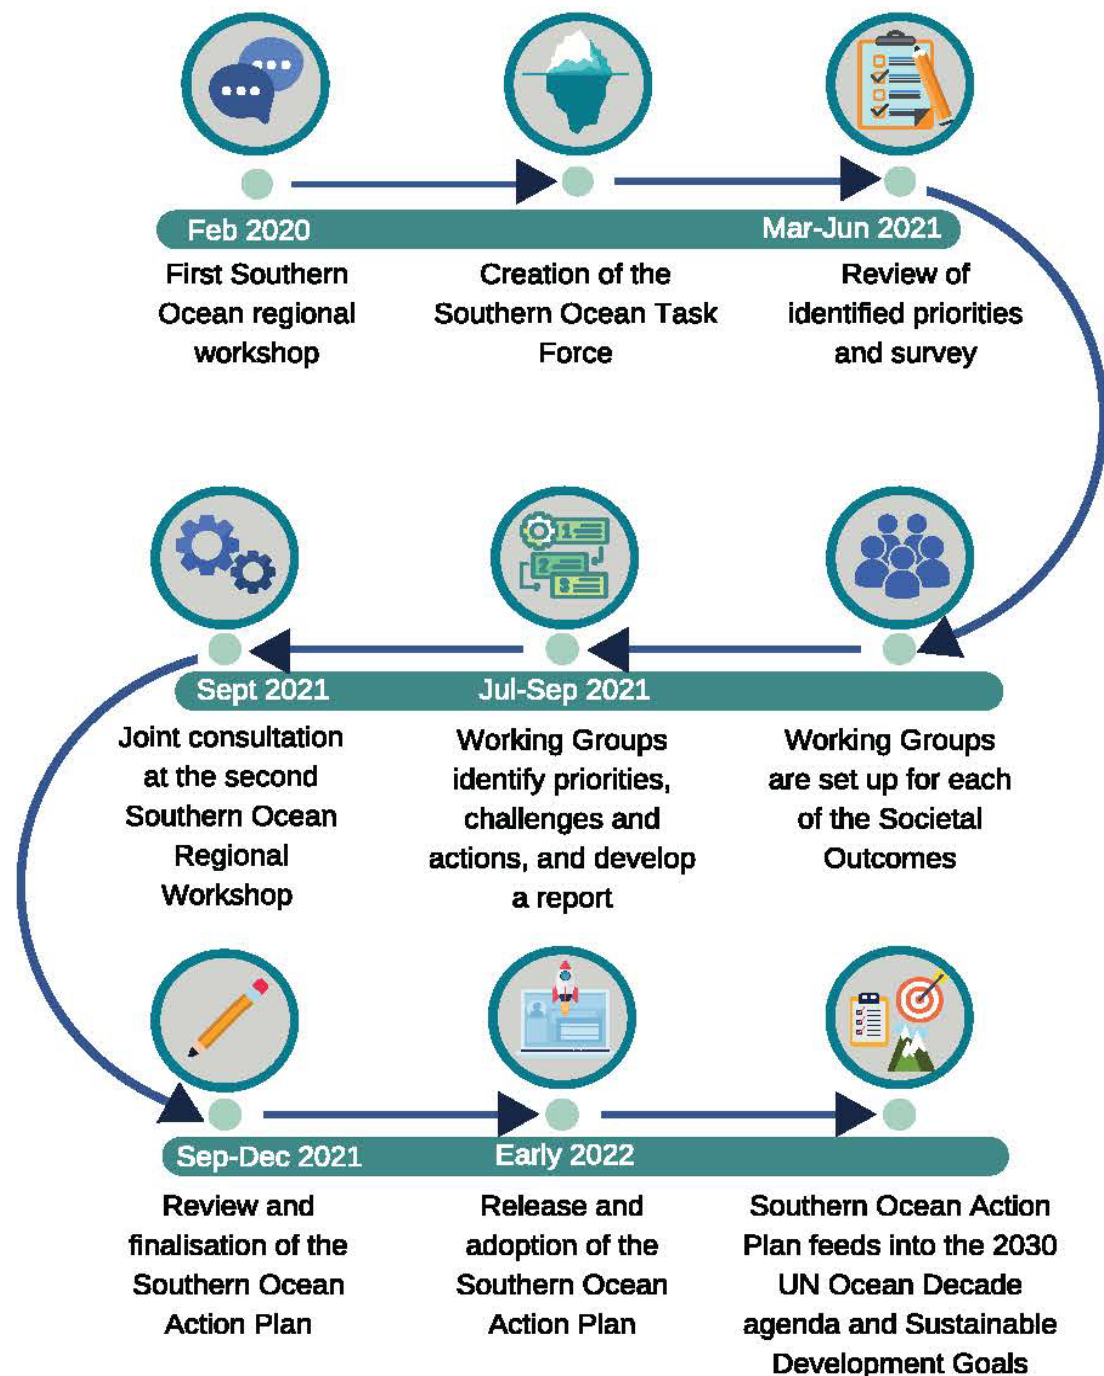 Feb 2020
Mar-Jun 2021
First Southern
Ocean regional
workshop
Creation of the
Southern Ocean Task
Force
Review of
identified priorities
and survey
1
2
3
Sept 2021
Jul-Sep 2021
Joint consultation
at the second
Southern Ocean
Regional
Workshop
Working Groups
identify priorities,
challenges and
actions, and develop
a report
Working Groups
are set up for each
of the Societal
Outcomes
Sep-Dec 2021
Early 2022
Review and
finalisation of the
Southern Ocean
Action Plan
Release and
adoption of the
Southern Ocean
Action Plan
Southern Ocean Action
Plan feeds into the 2030
UN Ocean Decade
agenda and Sustainable
Development Goals